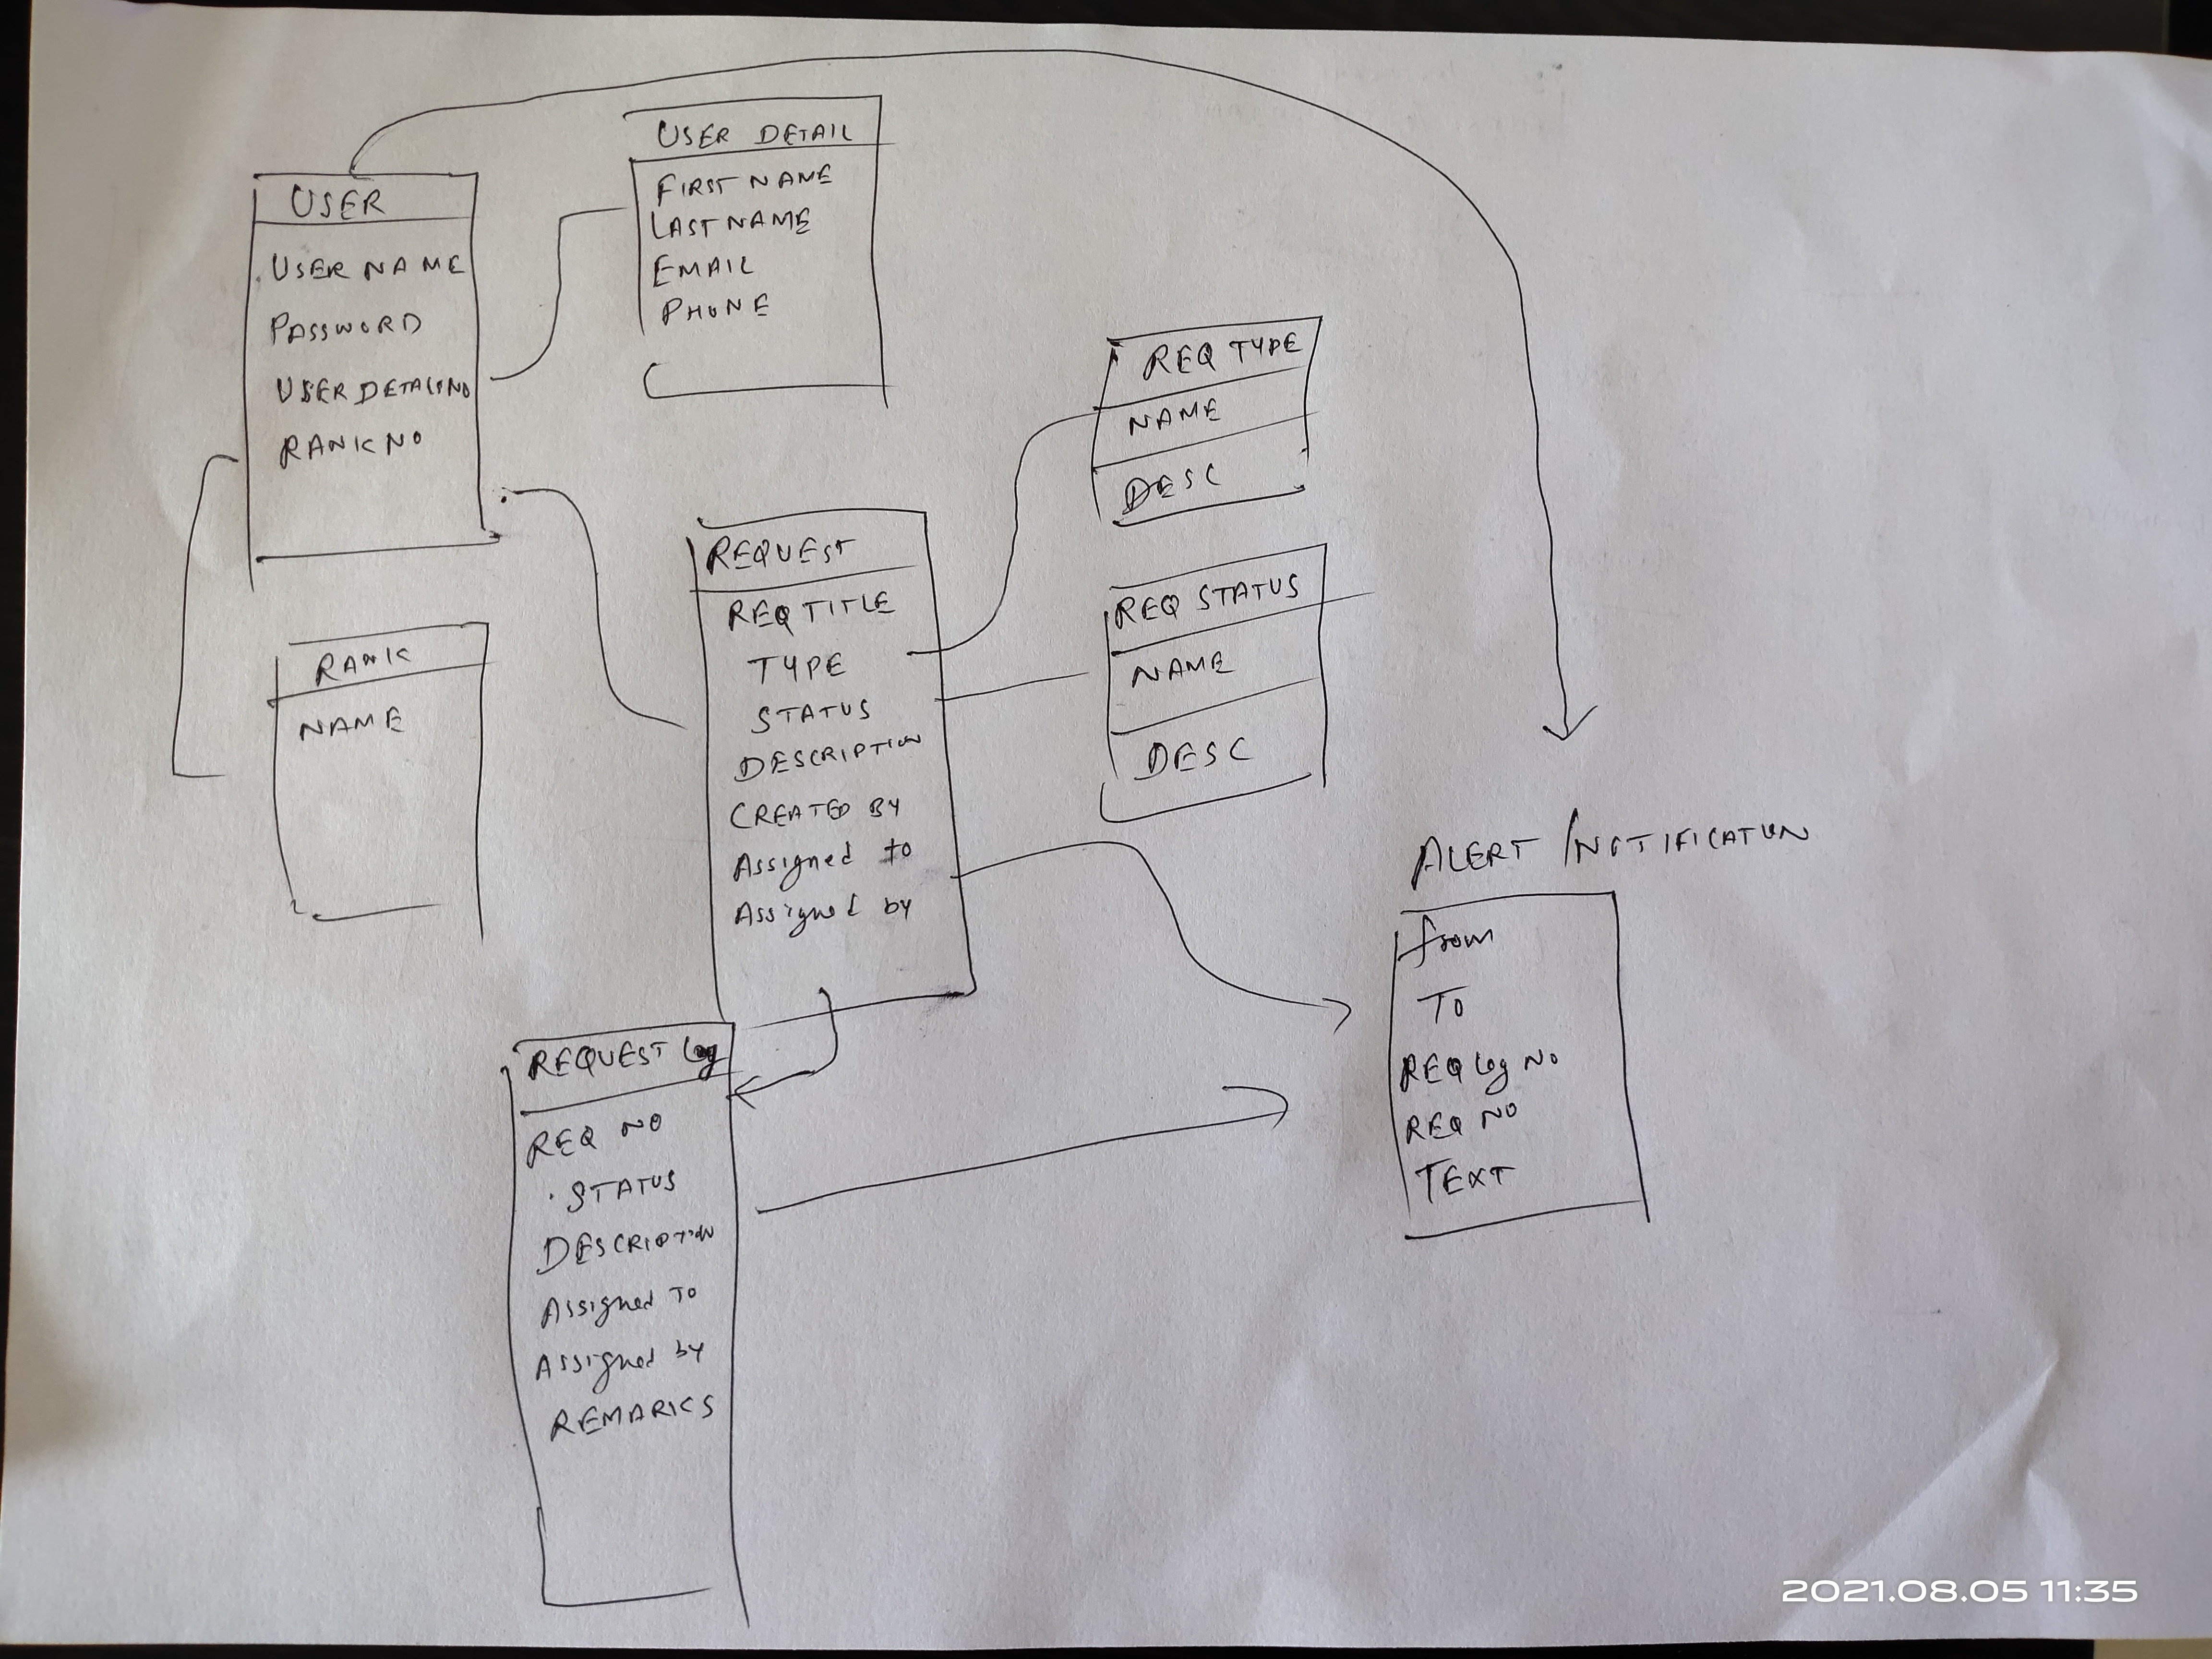 USER
USER NAME
PASSWORD
USER DETAILNO
RANK NO
USER DETAIL
FIRST NAME
LAST NAME
EMAIL
PHONE
RANK
NAME
REQUEST
REQ TITLE
TYPE
STATUS
DESCRIPTION
CREATED BY
Assigned to
Assigned by
REQ TYPE
NAME
DESC
REQ STATUS
NAME
DESC
REQUEST Log
REQ NO
STATUS
DESCRIPTION
Assigned To
Assigned by
REMARKS
ALERT / NOTIFICATION
from
To
REQ Log No
REQ NO
TEXT
2021.08.05 11:35